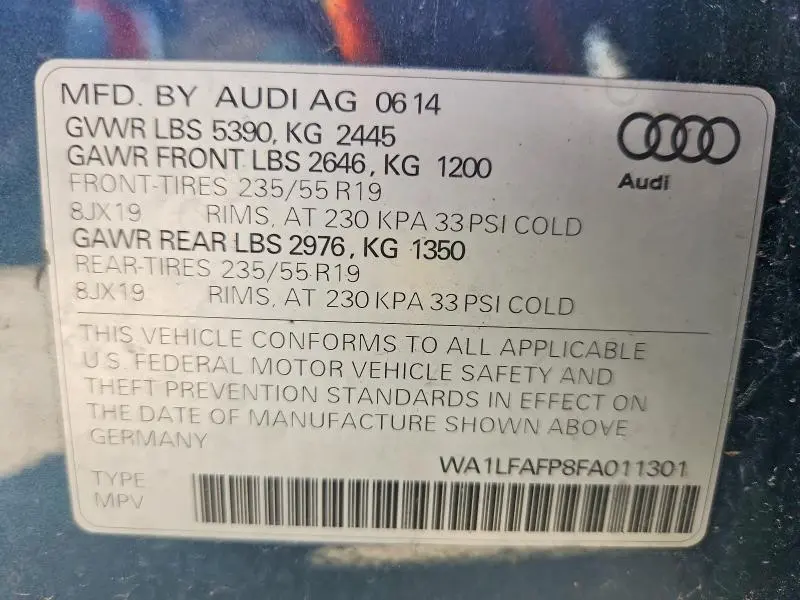 MFD. BY AUDI AG 0614
GVWR LBS 5390, KG 2445
GAWR FRONT LBS 2646, KG 1200
FRONT-TIRES 235/55 R19
8JX19 RIMS, AT 230 KPA 33 PSI COLD
GAWR REAR LBS 2976, KG 1350
REAR-TIRES 235/55 R19
8JX19 RIMS, AT 230 KPA 33 PSI COLD
Audi
THIS VEHICLE CONFORMS TO ALL APPLICABLE
U.S. FEDERAL MOTOR VEHICLE SAFETY AND
THEFT PREVENTION STANDARDS IN EFFECT ON
THE DATE OF MANUFACTURE SHOWN ABOVE
GERMANY
WA1LFAFP8FA011301
TYPE
MPV